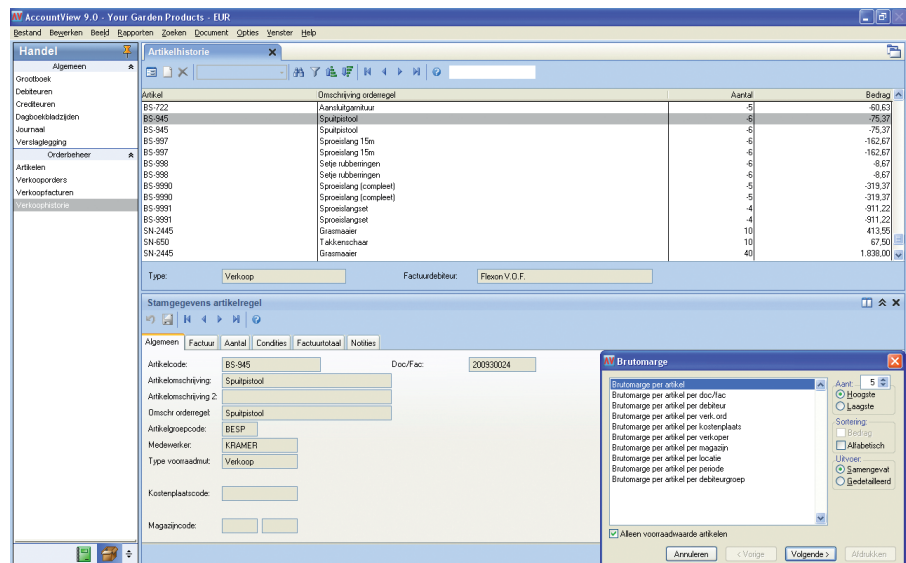 AccountView 9.0 - Your Garden Products - EUR
Bestand Bewerken Beeld Rapporten Zoeken Document Opties Venster Help
Handel
Algemeen
Grootboek
Debiteuren
Crediteuren
Dagboekbladzijden
Journaal
Verslaglegging
Orderbeheer
Artikelen
Verkooporders
Verkoopfacturen
Verkoophistorie
Artikelhistorie
Artikel Omschrijving orderregel Aantal Bedrag
BS-722 Aansluitgarnituur -5 -60,63
BS-945 Spuitpistool -6 -75,37
BS-945 Spuitpistool -6 -75,37
BS-997 Sproeislang 15m -6 -162,67
BS-997 Sproeislang 15m -6 -162,67
BS-998 Setje rubberringen -6 -8,67
BS-998 Setje rubberringen -6 -8,67
BS-9990 Sproeislang (compleet) -5 -319,37
BS-9990 Sproeislang (compleet) -5 -319,37
BS-9991 Sproeislangset -4 -911,22
BS-9991 Sproeislangset -4 -911,22
SN-2445 Grasmaaier 10 413,55
SN-650 Takkenschaar 10 67,50
SN-2445 Grasmaaier 40 1.838,00
Type: Verkoop Factuurdebiteur: Flexon V.O.F.
Stamgegevens artikelregel
Algemeen Factuur Aantal Condities Factuurtotaal Notities
Artikelcode: BS-945 Doc/Fac: 200930024
Artikelomschrijving: Spuitpistool
Artikelomschrijving 2:
Omschr orderregel: Spuitpistool
Artikelgroepcode: BESP
Medewerker: KRAMER
Type voorraadmut: Verkoop
Kostenplaatscode:
Magazijncode:
Brutomarge
Brutomarge per artikel
Brutomarge per artikel per doc/fac
Brutomarge per artikel per debiteur
Brutomarge per artikel per verk.ord
Brutomarge per artikel per kostenplaats
Brutomarge per artikel per verkoper
Brutomarge per artikel per magazijn
Brutomarge per artikel per locatie
Brutomarge per artikel per periode
Brutomarge per artikel per debiteurgroep
Aant: 5
Hoogste
Laagste
Sortering:
Bedrag
Alfabetisch
Uitvoer:
Samengevat
Gedetailleerd
Alleen voorraadwaarde artikelen
Annuleren < Vorige Volgende > Afdrukken